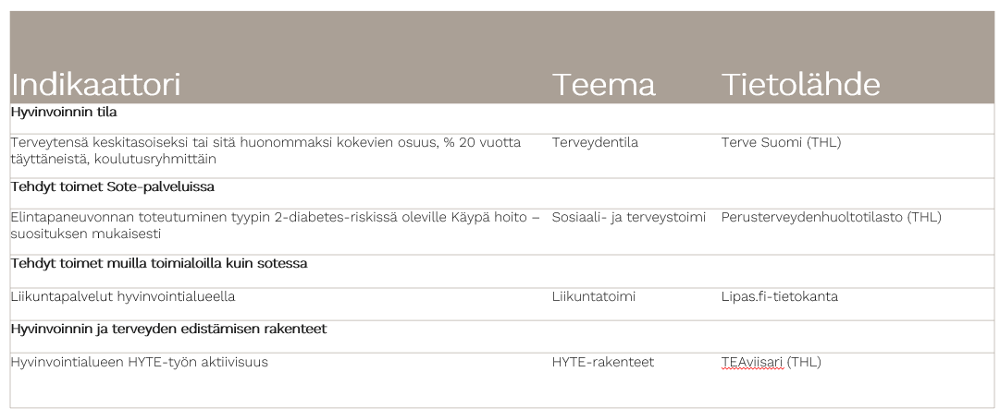 Indikaattori Teema Tietolähde
Hyvinvoinnin tila
Terveytensä keskitasoiseksi tai sitä huonommaksi kokevien osuus, % 20 vuotta Terveydentila Terve Suomi (THL)
täyttäneistä, koulutusryhmittäin
Tehdyt toimet Sote-palveluissa
Elintapaneuvonnan toteutuminen tyypin 2-diabetes-riskissä oleville Käypä hoito – Sosiaali- ja terveystoimi Perusterveydenhuoltotilasto (THL)
suosituksen mukaisesti
Tehdyt toimet muilla toimialoilla kuin sotessa
Liikuntapalvelut hyvinvointialueella Liikuntatoimi Lipas.fi-tietokanta
Hyvinvoinnin ja terveyden edistämisen rakenteet
Hyvinvointialueen HYTE-työn aktiivisuus HYTE-rakenteet TEAviisari (THL)